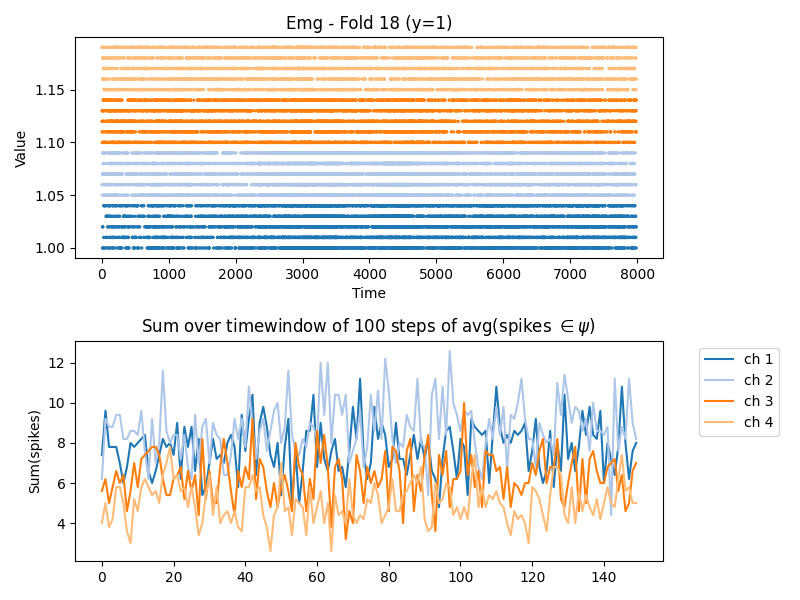 Emg - Fold 18 (y=1)
Value
1.15
1.10
1.05
1.00
0 1000 2000 3000 4000 5000 6000 7000 8000
Time
Sum over timewindow of 100 steps of avg(spikes ∈ ψ)
Sum(spikes)
12
10
8
6
4
0 20 40 60 80 100 120 140
ch 1
ch 2
ch 3
ch 4